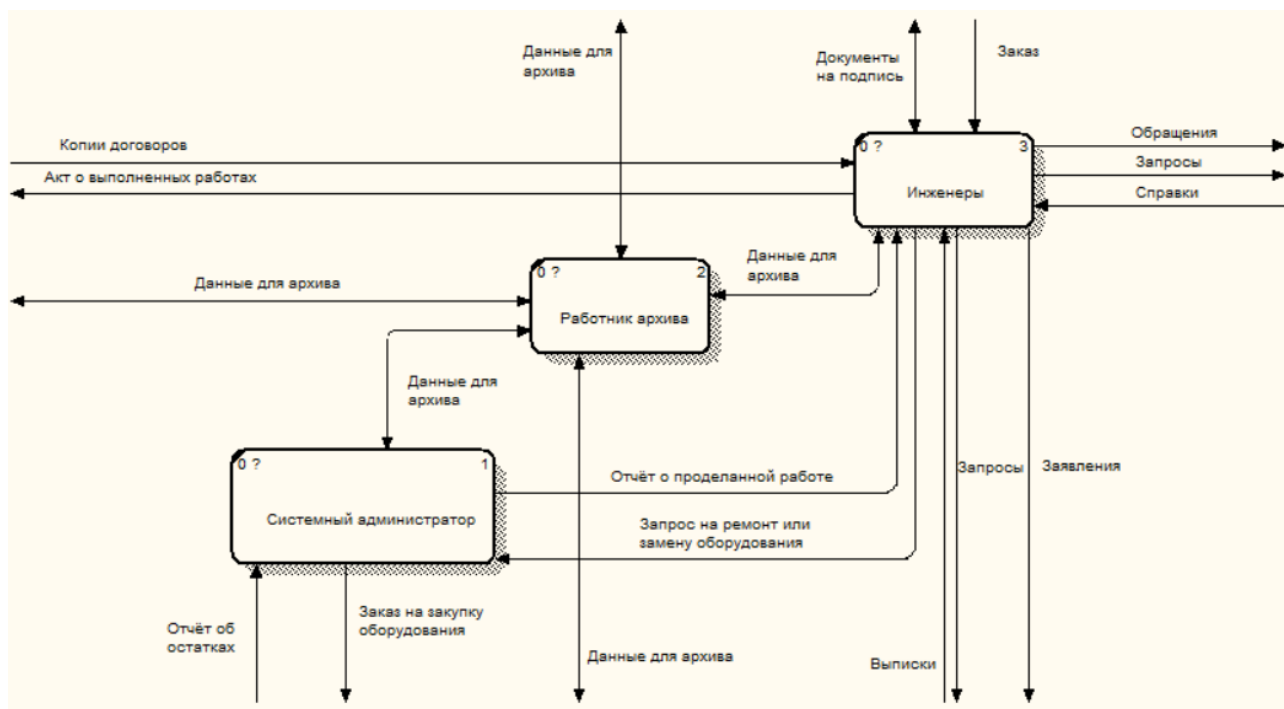 Данные для
архива
Документы
на подпись
Заказ
Копии договоров
Акт о выполненных работах
0 ?
3
Инженеры
Обращения
Запросы
Справки
Данные для архива
0 ?
2
Работник архива
Данные для
архива
Данные для
архива
0 ?
1
Системный администратор
Отчёт о проделанной работе
Запрос на ремонт или
замену оборудования
Запросы
Заявления
Отчёт об
остатках
Заказ на закупку
оборудования
Данные для архива
Выписки